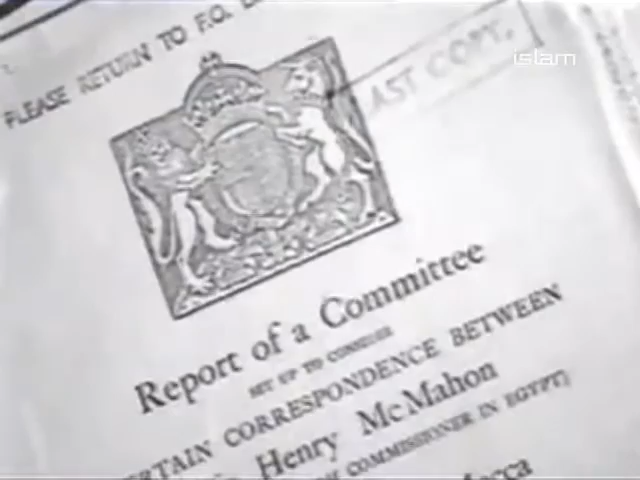 PLEASE RETURN TO F.O.
LAST COPY.
islam
Report of a Committee
SET UP TO CONSIDER
CERTAIN CORRESPONDENCE BETWEEN
Henry McMahon
COMMISSIONER IN EGYPT)
Mecca